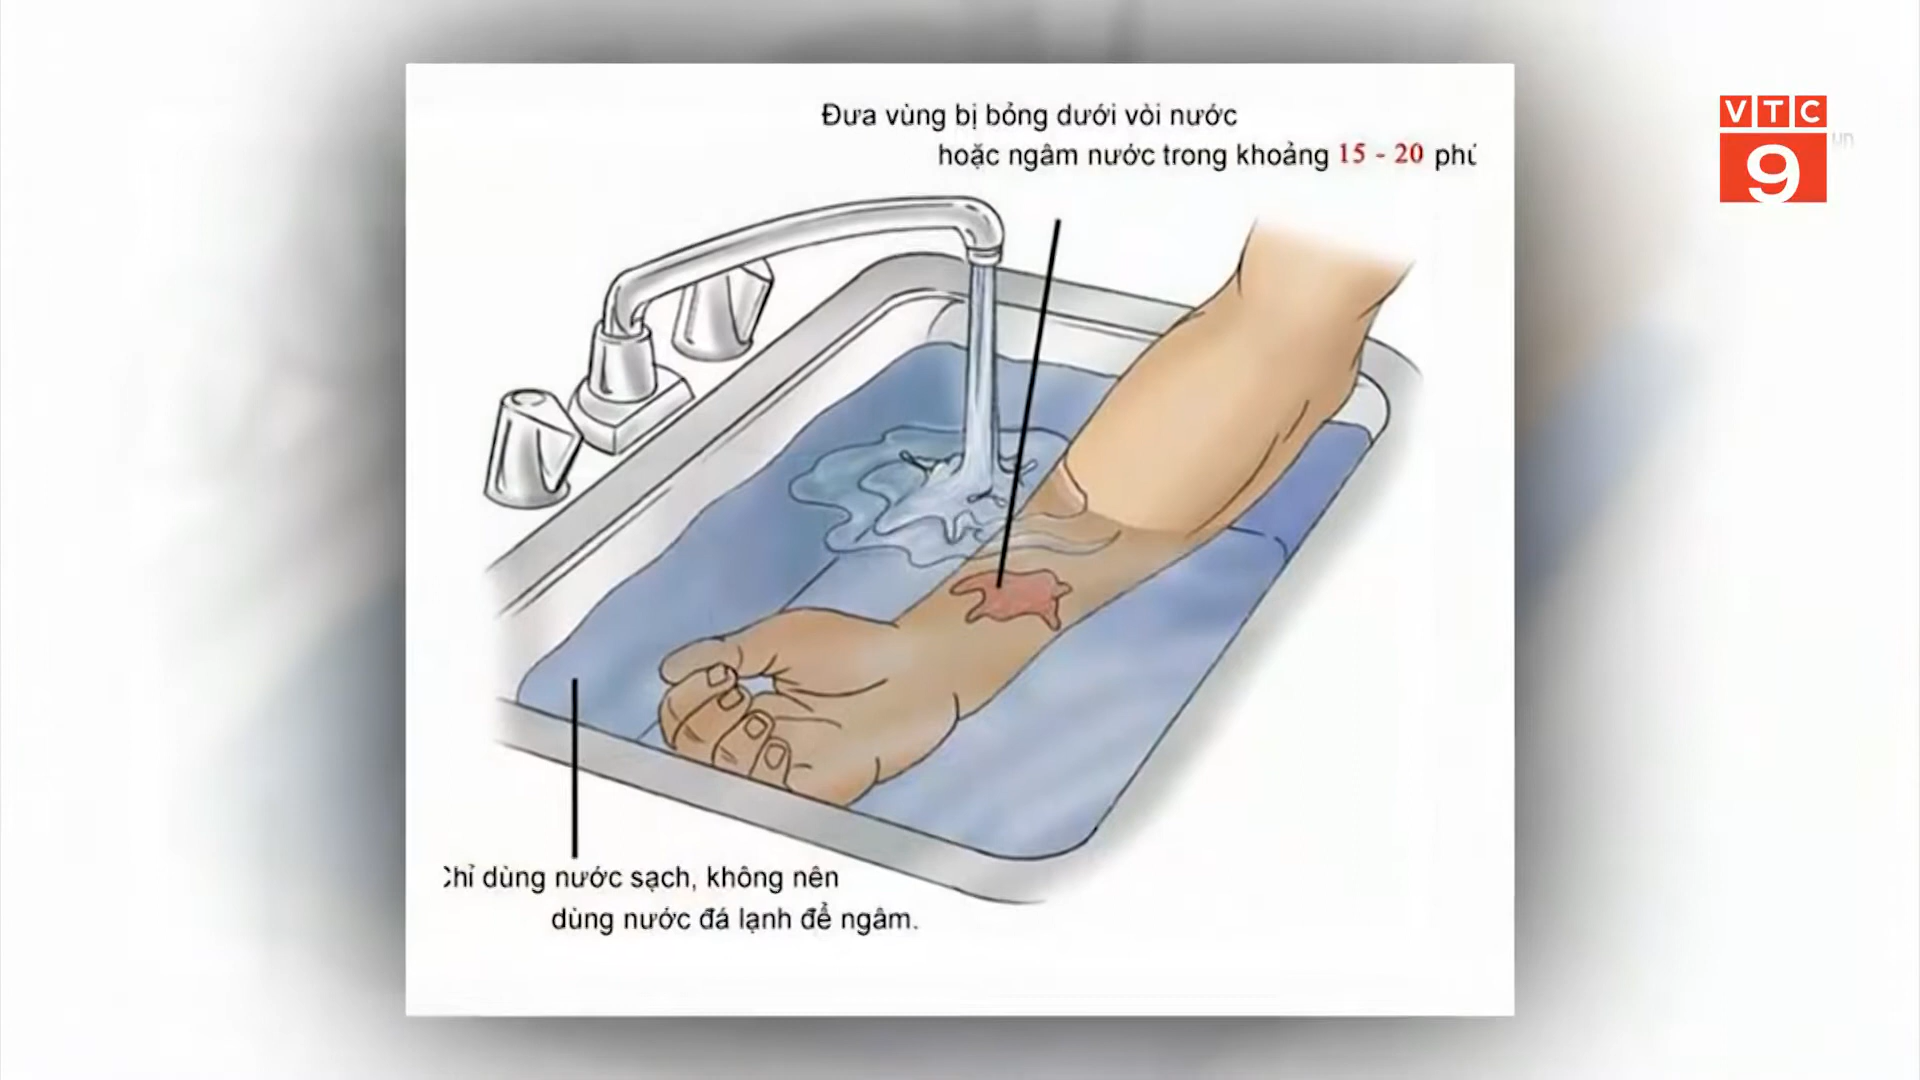 Đưa vùng bị bỏng dưới vòi nước
hoặc ngâm nước trong khoảng 15 - 20
VTC
9
dùng nước sạch, không nên
dùng nước đá lạnh để ngâm.